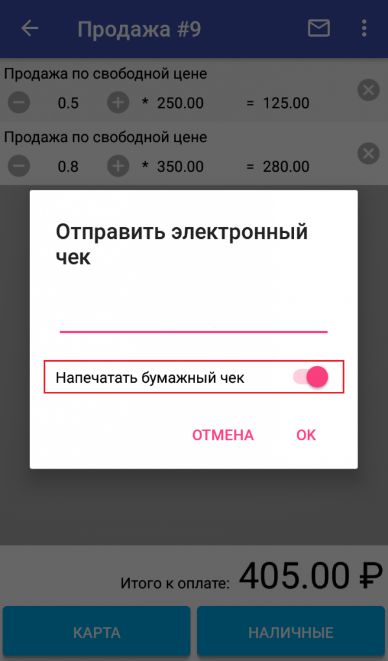 Продажа #9
Продажа по свободной цене
0.5 * 250.00 = 125.00
Продажа по свободной цене
0.8 * 350.00 = 280.00
Отправить электронный
чек
Напечатать бумажный чек
ОТМЕНА OK
Итого к оплате: 405.00 ₽
КАРТА НАЛИЧНЫЕ